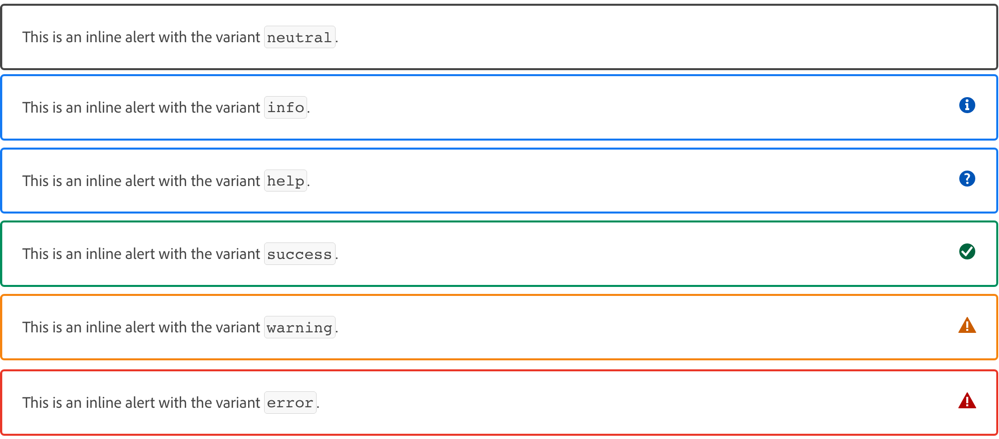 This is an inline alert with the variant neutral.
This is an inline alert with the variant info.
This is an inline alert with the variant help.
This is an inline alert with the variant success.
This is an inline alert with the variant warning.
This is an inline alert with the variant error.